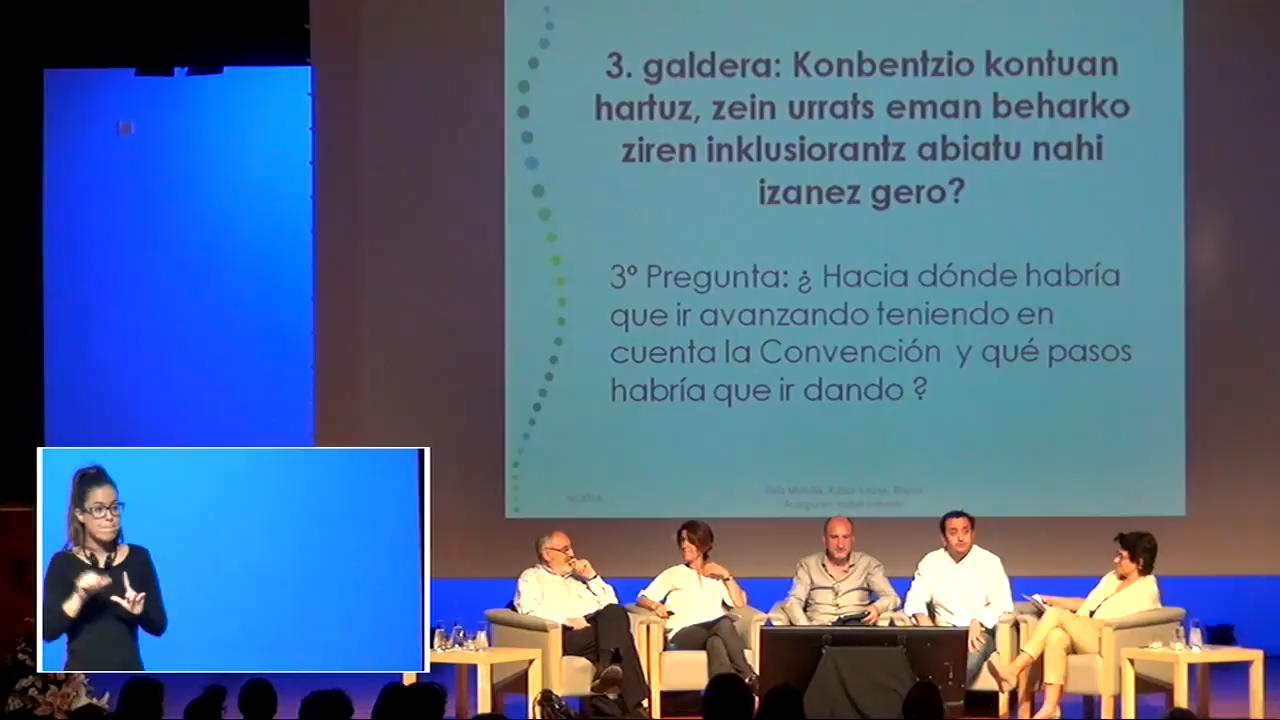 3. galdera: Konbentzio kontuan
hartuz, zein urrats eman beharko
ziren inklusiorantz abiatu nahi
izanez gero?
3º Pregunta: ¿ Hacia dónde habría
que ir avanzando teniendo en
cuenta la Convención y qué pasos
habría que ir dando ?